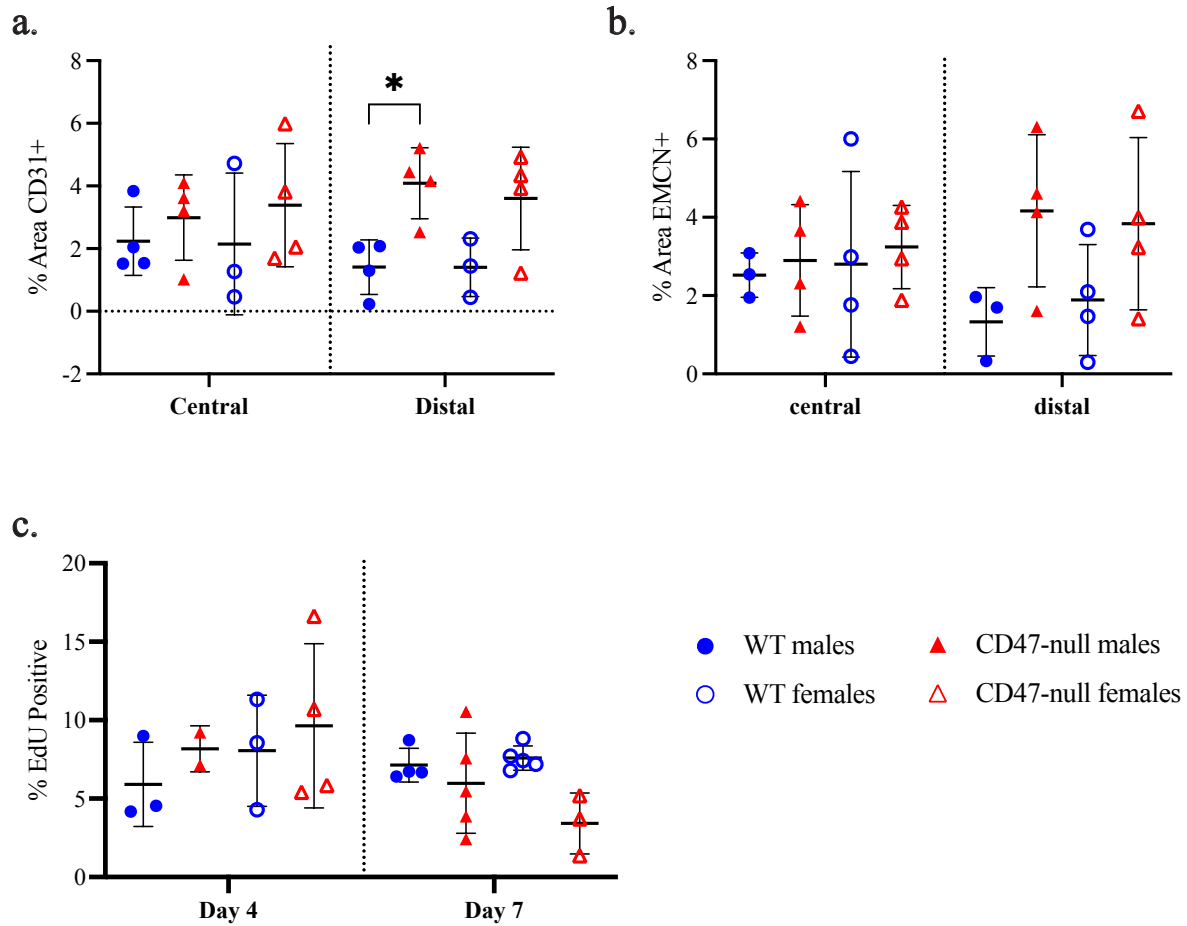 a.
% Area CD31+
8
6
4
2
0
-2
*
Central
Distal
b.
% Area EMCN+
8
6
4
2
0
central
distal
c.
% EdU Positive
20
15
10
5
0
Day 4
Day 7
WT males
CD47-null males
WT females
CD47-null females